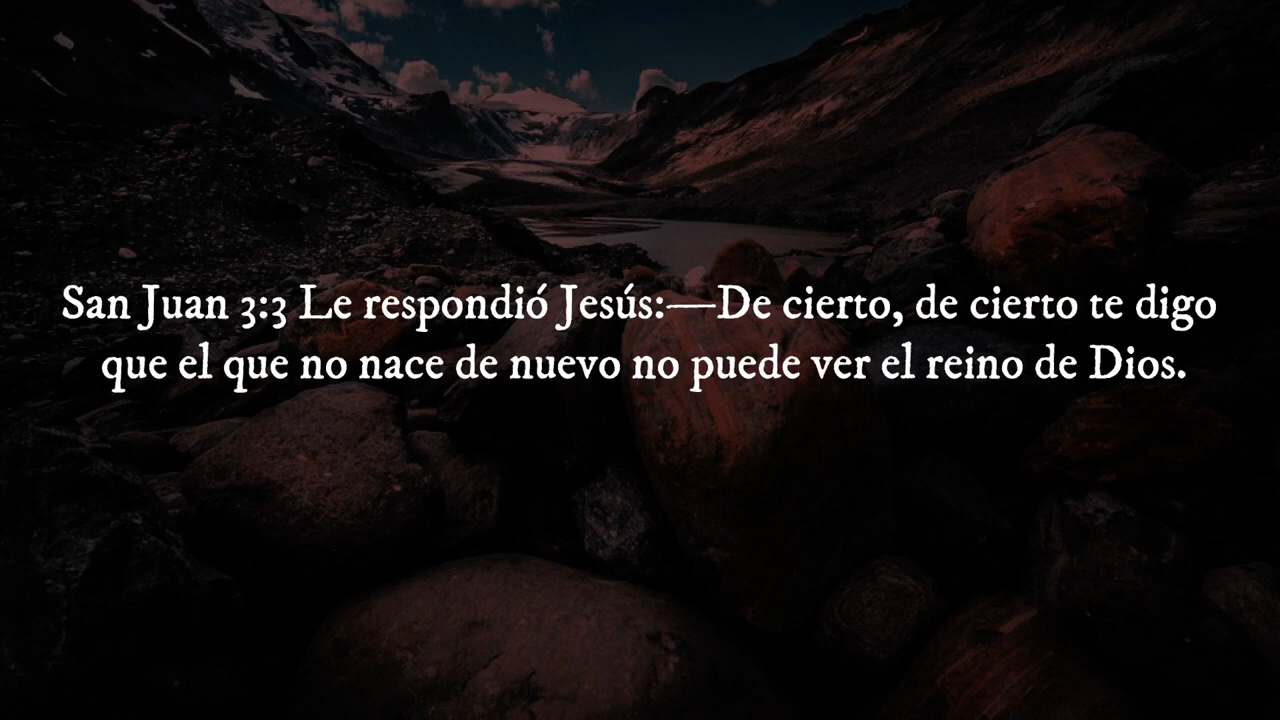 San Juan 3:3 Le respondió Jesús:—De cierto, de cierto te digo
que el que no nace de nuevo no puede ver el reino de Dios.